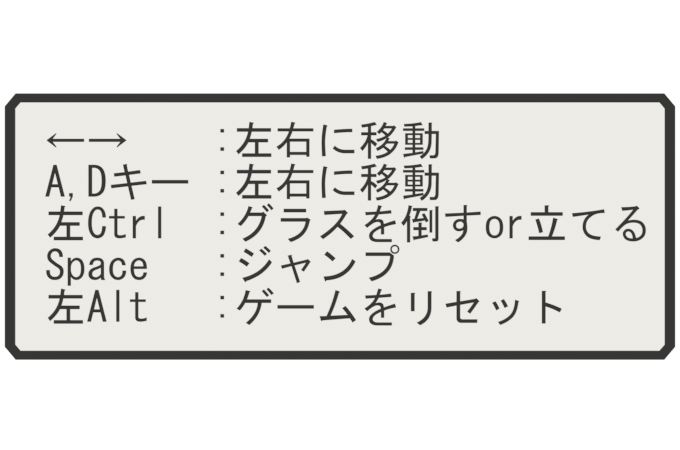 ←→ :左右に移動
A,Dキー :左右に移動
左Ctrl :グラスを倒すor立てる
Space :ジャンプ
左Alt :ゲームをリセット